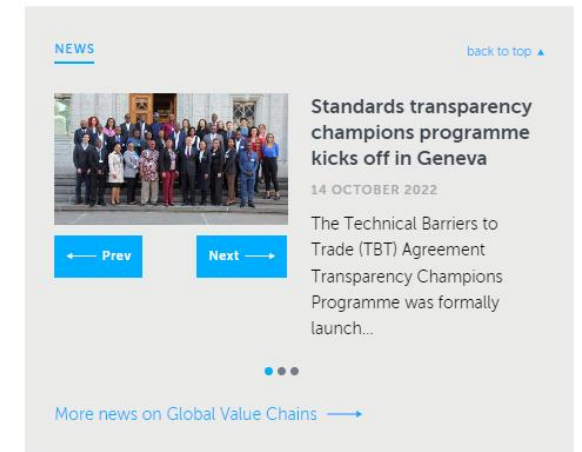 NEWS
back to top ▲
Standards transparency
champions programme
kicks off in Geneva
14 OCTOBER 2022
The Technical Barriers to
Trade (TBT) Agreement
Transparency Champions
Programme was formally
launch...
← Prev
Next →
More news on Global Value Chains →